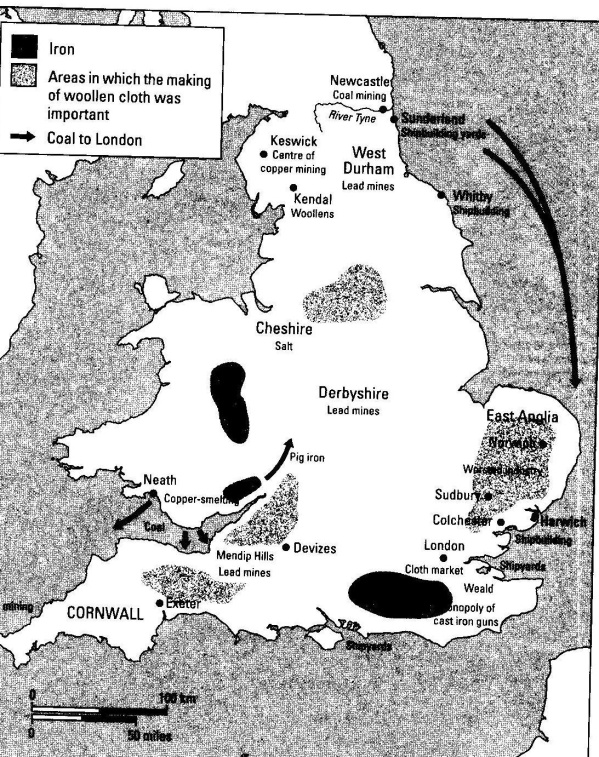 Iron
Areas in which the making
of woollen cloth was
important
Coal to London
Newcastle
Coal mining
River Tyne
Sunderland
Shipbuilding yards
Keswick
Centre of
copper mining
West
Durham
Lead mines
Kendal
Woollens
Whitby
Shipbuilding
Cheshire
Salt
Derbyshire
Lead mines
East Anglia
Norwich
Worsted industry
Pig iron
Neath
Copper-smelting
Sudbury
Coal
Colchester
Harwich
Shipbuilding
Mendip Hills
Lead mines
Devizes
London
Cloth market
Shipyards
Weald
onopoly of
cast iron guns
mining
CORNWALL
Exeter
Shipyards
0 100 km
0 50 miles